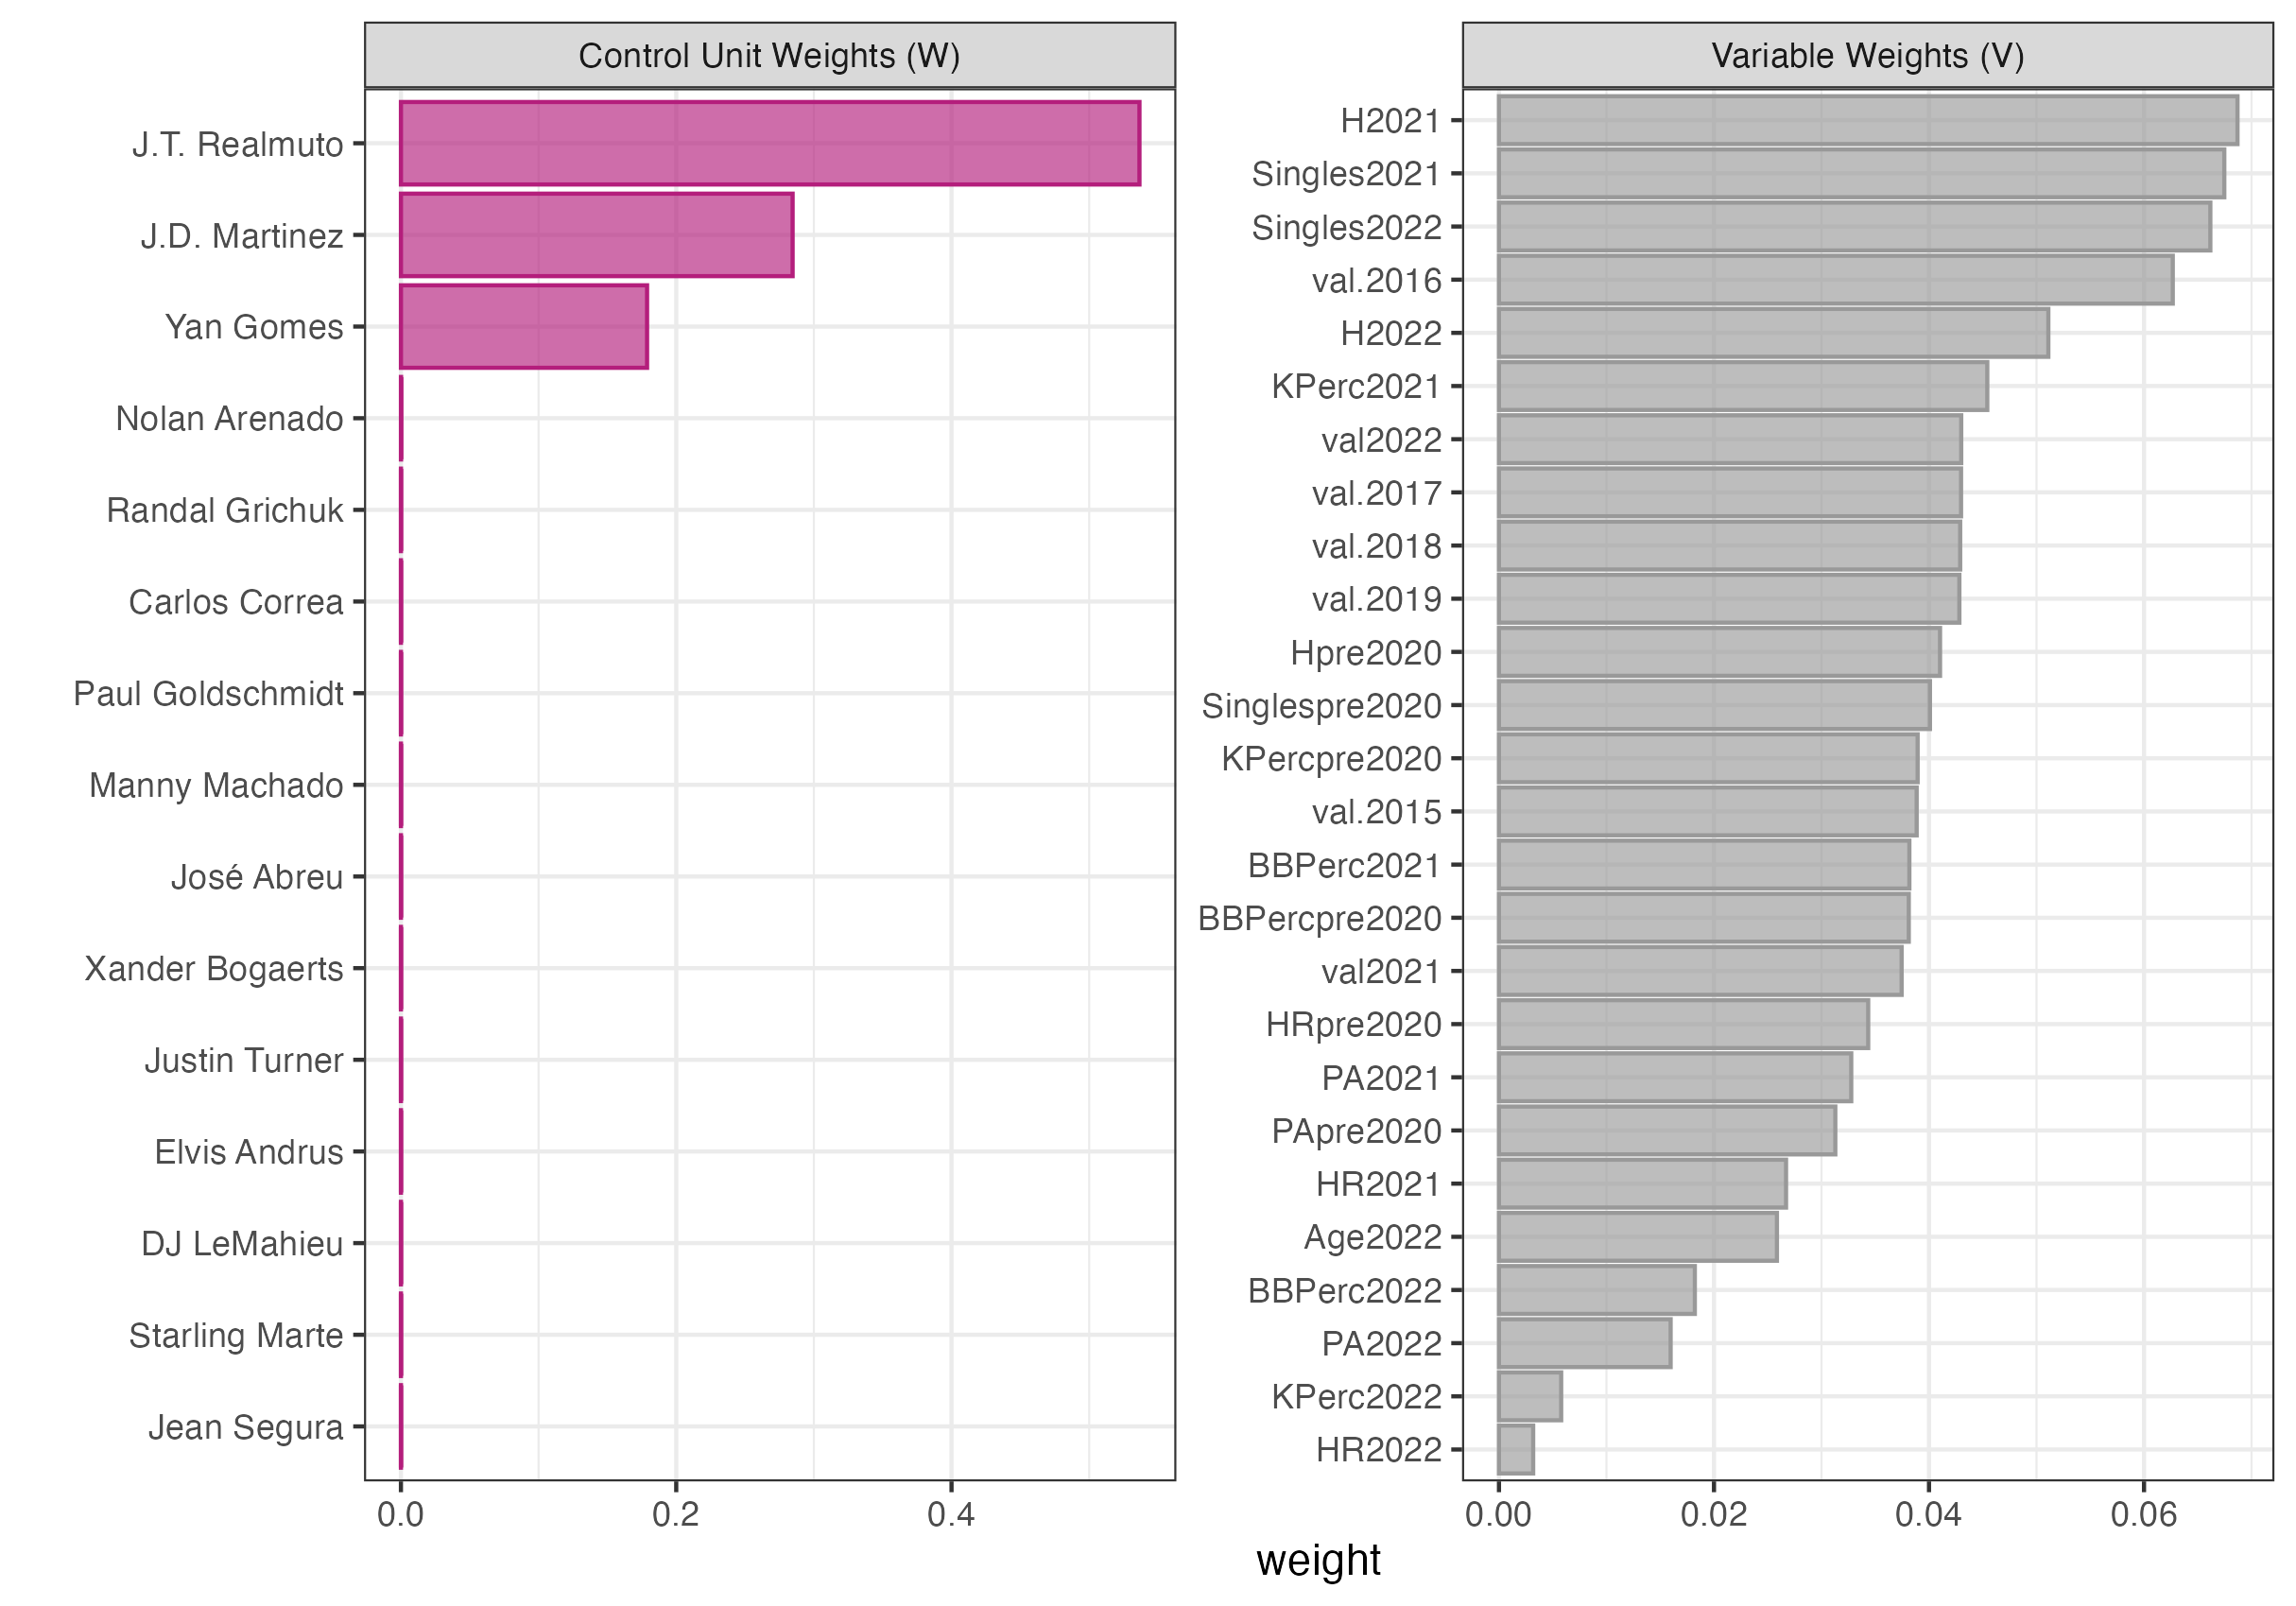 Control Unit Weights (W)
J.T. Realmuto
J.D. Martinez
Yan Gomes
Nolan Arenado
Randal Grichuk
Carlos Correa
Paul Goldschmidt
Manny Machado
José Abreu
Xander Bogaerts
Justin Turner
Elvis Andrus
DJ LeMahieu
Starling Marte
Jean Segura
0.0 0.2 0.4
Variable Weights (V)
H2021
Singles2021
Singles2022
val.2016
H2022
KPerc2021
val2022
val.2017
val.2018
val.2019
Hpre2020
Singlespre2020
KPercpre2020
val.2015
BBPerc2021
BBPercpre2020
val2021
HRpre2020
PA2021
PApre2020
HR2021
Age2022
BBPerc2022
PA2022
KPerc2022
HR2022
0.00 0.02 0.04 0.06
weight